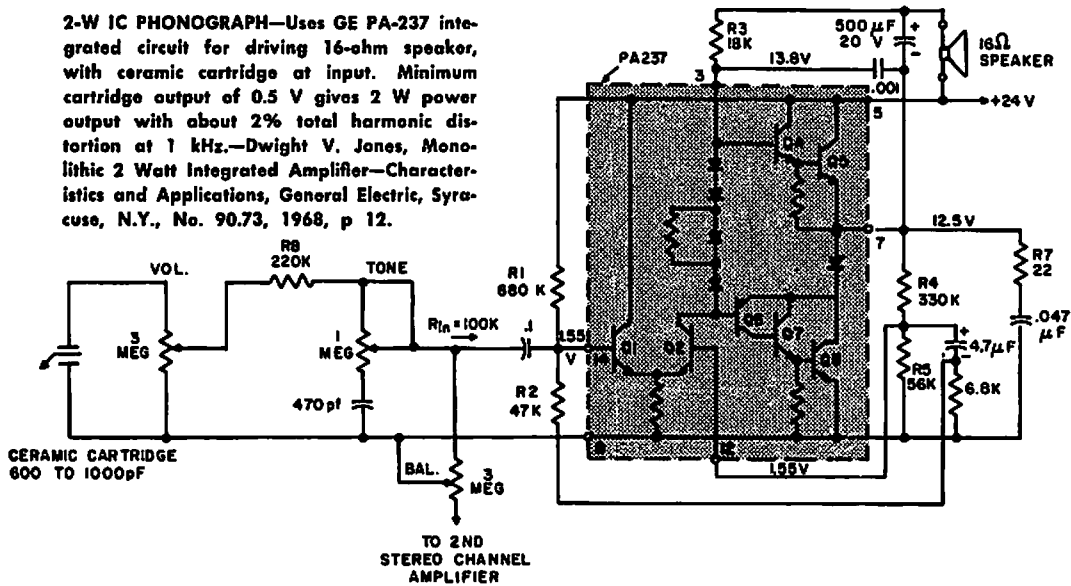 2-W IC PHONOGRAPH—Uses GE PA-237 inte-
grated circuit for driving 16-ohm speaker,
with ceramic cartridge at input. Minimum
cartridge output of 0.5 V gives 2 W power
output with about 2% total harmonic dis-
tortion at 1 kHz.—Dwight V. Jones, Mono-
lithic 2 Watt Integrated Amplifier—Character-
istics and Applications, General Electric, Syra-
cuse, N.Y., No. 90.73, 1968, p 12.
R3
18K
500 μF
20 V
+
-
16Ω
SPEAKER
PA237
3
13.8V
.001
5
+24V
Q4
Q5
7
12.5V
R7
22
.047
μF
R4
330K
+
4.7μF
-
R5
56K
6.8K
VOL.
R8
220K
TONE
3
MEG
1
MEG
470pf
Rin=100K
.1
1.55
V
R1
680 K
R2
47K
14
Q1
Q2
Q6
Q7
Q8
12
1.55V
CERAMIC CARTRIDGE
600 TO 1000pF
BAL.
3
MEG
TO 2ND
STEREO CHANNEL
AMPLIFIER